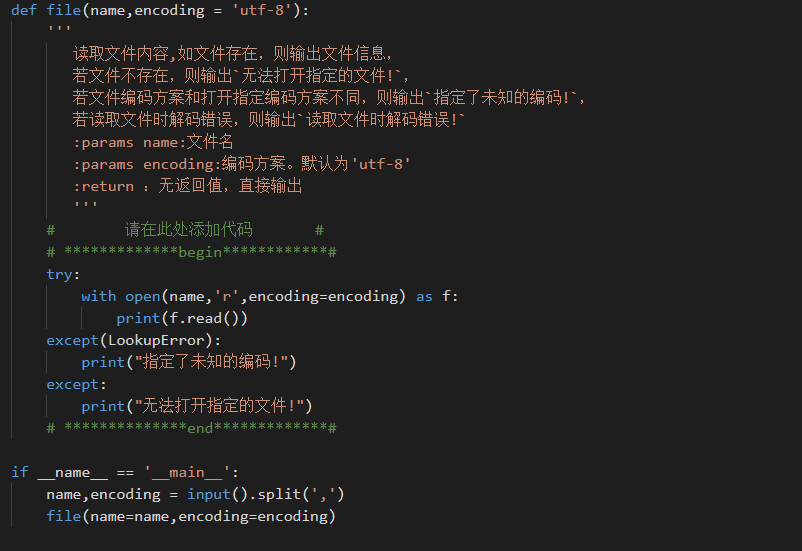 def file(name,encoding = 'utf-8'):
    '''
       读取文件内容,如文件存在，则输出文件信息，
       若文件不存在，则输出`无法打开指定的文件!`，
       若文件编码方案和打开指定编码方案不同，则输出`指定了未知的编码!`，
       若读取文件时解码错误，则输出`读取文件时解码错误!`
       :params name:文件名
       :params encoding:编码方案。默认为'utf-8'
       :return ：无返回值，直接输出
       '''
    #        请在此处添加代码       #
    # *************begin************#
    try:
        with open(name,'r',encoding=encoding) as f:
            print(f.read())
    except(LookupError):
        print("指定了未知的编码!")
    except:
        print("无法打开指定的文件!")
    # **************end*************#
if __name__ == '__main__':
    name,encoding = input().split(',')
    file(name=name,encoding=encoding)